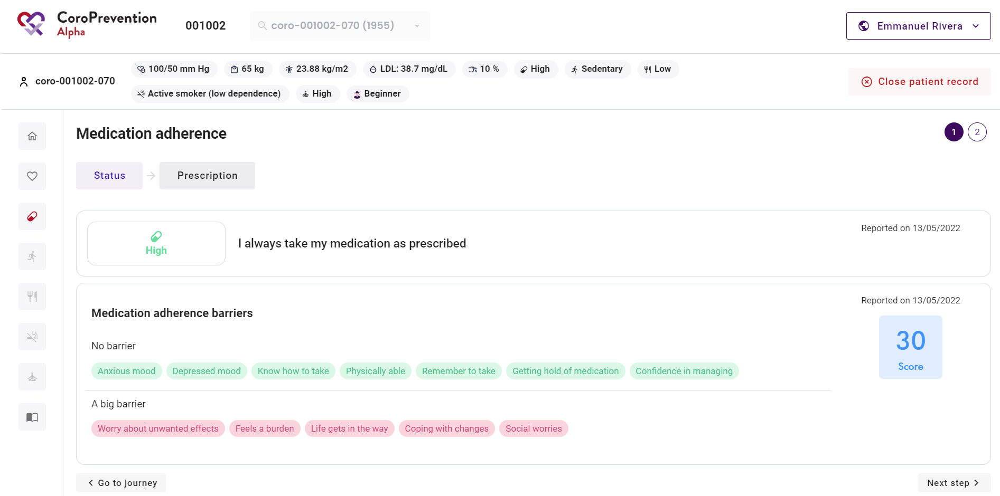 CoroPrevention
Alpha
001002
coro-001002-070 (1955)
Emmanuel Rivera
coro-001002-070
100/50 mm Hg
65 kg
23.88 kg/m2
LDL: 38.7 mg/dL
10 %
High
Sedentary
Low
Active smoker (low dependence)
High
Beginner
Close patient record
Medication adherence
1
2
Status
Prescription
High
I always take my medication as prescribed
Reported on 13/05/2022
Medication adherence barriers
Reported on 13/05/2022
30
Score
No barrier
Anxious mood
Depressed mood
Know how to take
Physically able
Remember to take
Getting hold of medication
Confidence in managing
A big barrier
Worry about unwanted effects
Feels a burden
Life gets in the way
Coping with changes
Social worries
Go to journey
Next step